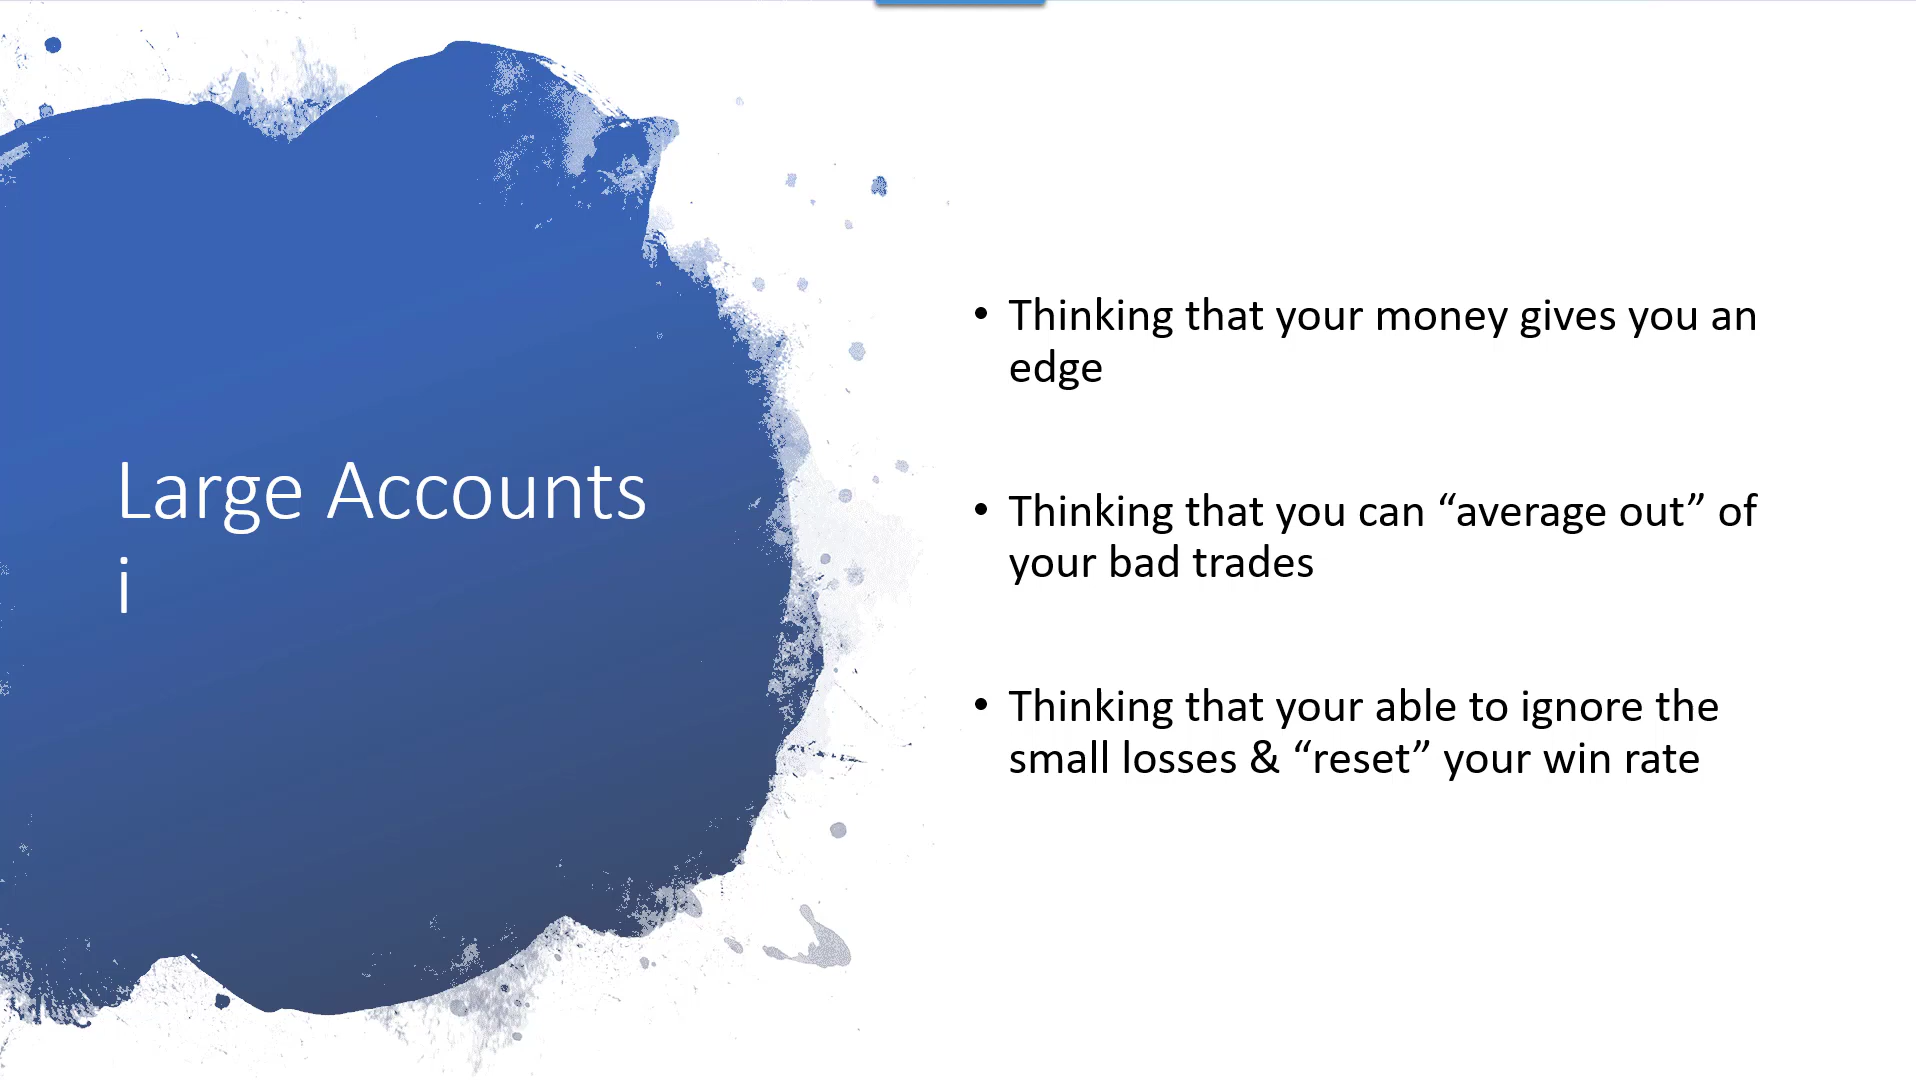 Large Accounts
i
• Thinking that your money gives you an
edge
• Thinking that you can “average out” of
your bad trades
• Thinking that your able to ignore the
small losses & “reset” your win rate